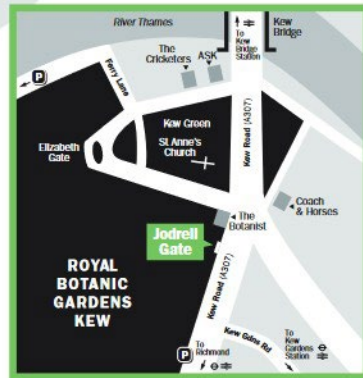 River Thames
Kew
Bridge
To
Kew
Bridge
Station
The
Cricketers
ASK
P
Ferry Lane
Kew Green
St Anne's
Church
Kew Road (A307)
Elizabeth
Gate
Coach
& Horses
The
Botanist
Jodrell
Gate
ROYAL
BOTANIC
GARDENS
KEW
Kew Road (A307)
Kew Gdns Rd
To
Kew
Gardens
Station
To
Richmond
P